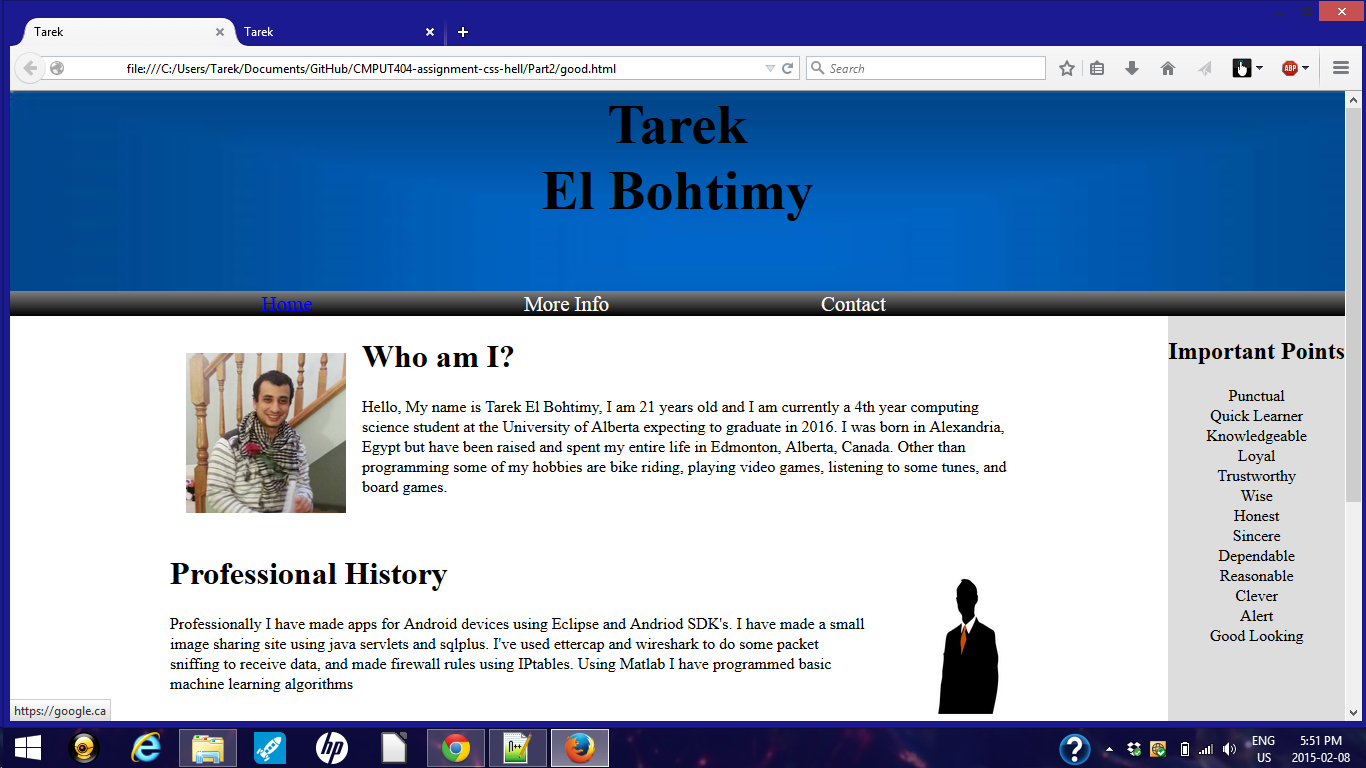 Tarek
Tarek
file:///C:/Users/Tarek/Documents/GitHub/CMPUT404-assignment-css-hell/Part2/good.html
Search
ABP
Tarek
El Bohtimy
Home
More Info
Contact
Who am I?
Hello, My name is Tarek El Bohtimy, I am 21 years old and I am currently a 4th year computing
science student at the University of Alberta expecting to graduate in 2016. I was born in Alexandria,
Egypt but have been raised and spent my entire life in Edmonton, Alberta, Canada. Other than
programming some of my hobbies are bike riding, playing video games, listening to some tunes, and
board games.
Professional History
Professionally I have made apps for Android devices using Eclipse and Andriod SDK's. I have made a small
image sharing site using java servlets and sqlplus. I've used ettercap and wireshark to do some packet
sniffing to receive data, and made firewall rules using IPtables. Using Matlab I have programmed basic
machine learning algorithms
Important Points
Punctual
Quick Learner
Knowledgeable
Loyal
Trustworthy
Wise
Honest
Sincere
Dependable
Reasonable
Clever
Alert
Good Looking
https://google.ca
hp
N++
?
ENG
US
5:51 PM
2015-02-08